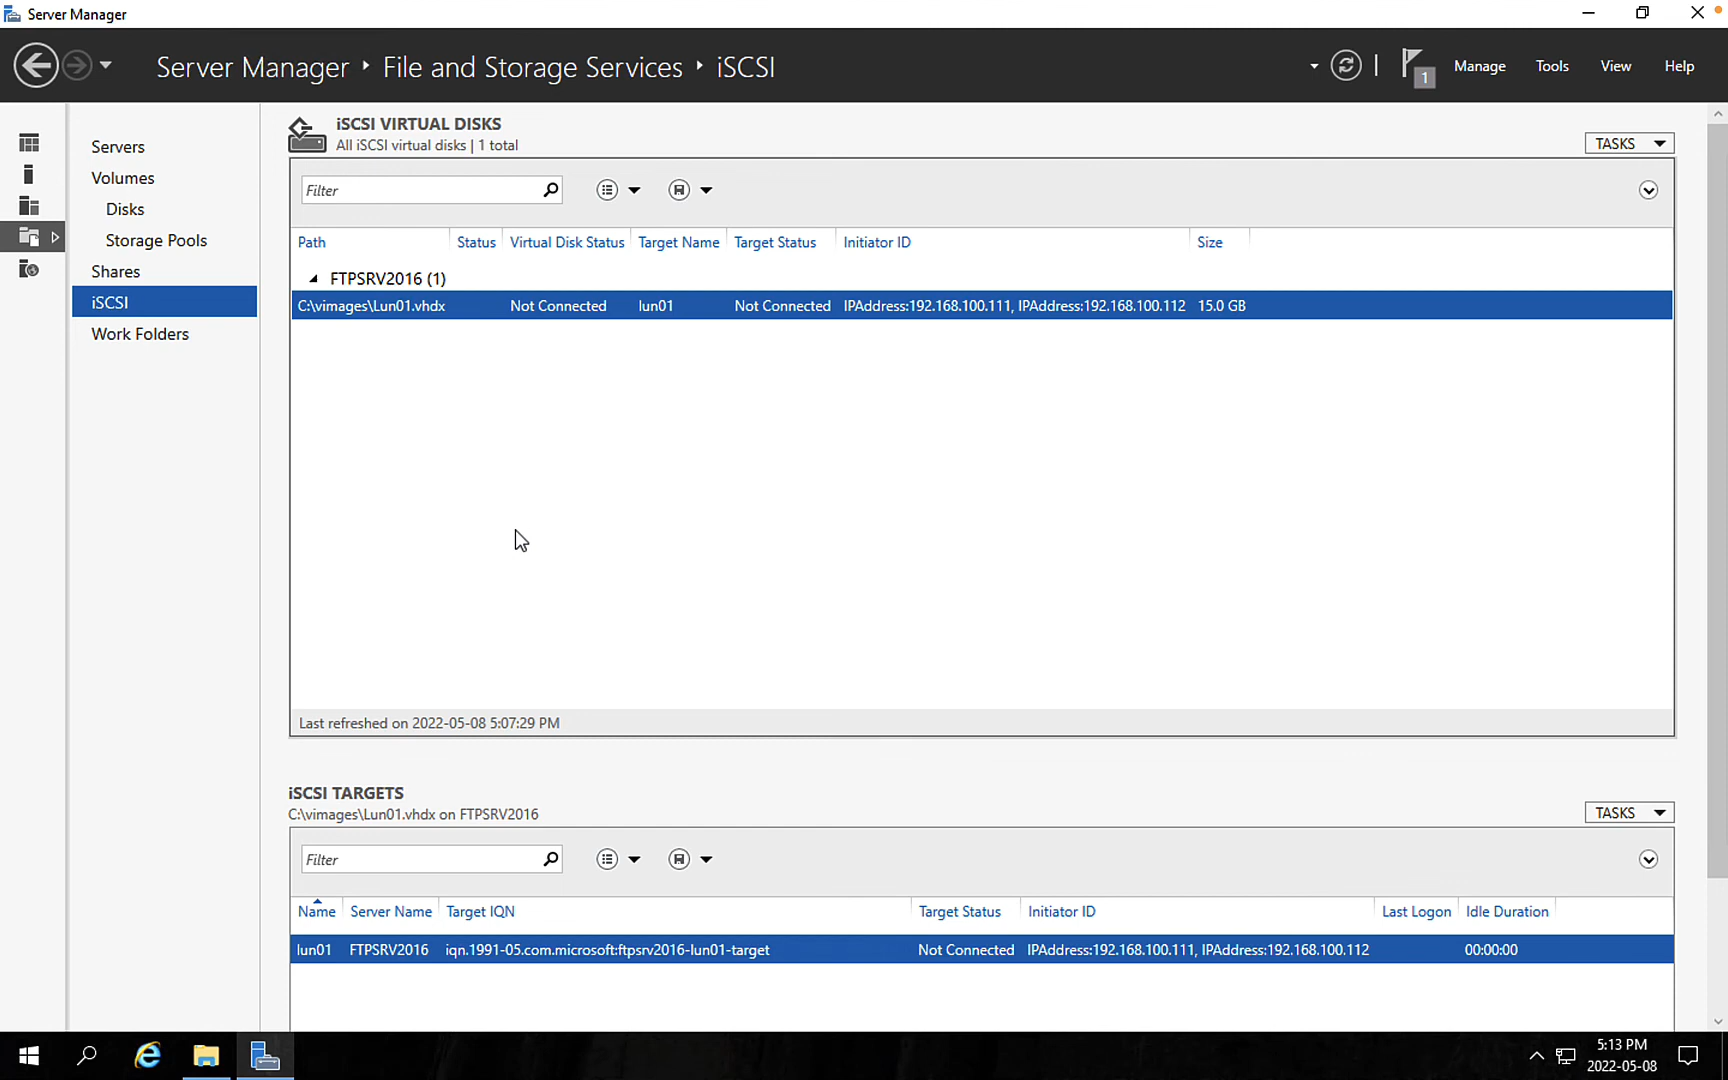 Server Manager
Server Manager ‣ File and Storage Services ‣ iSCSI
1
Manage Tools View Help
Servers
Volumes
Disks
Storage Pools
Shares
iSCSI
Work Folders
iSCSI VIRTUAL DISKS
All iSCSI virtual disks | 1 total
TASKS
Filter
Path Status Virtual Disk Status Target Name Target Status Initiator ID Size
FTPSRV2016 (1)
C:\vimages\Lun01.vhdx Not Connected lun01 Not Connected IPAddress:192.168.100.111, IPAddress:192.168.100.112 15.0 GB
Last refreshed on 2022-05-08 5:07:29 PM
iSCSI TARGETS
C:\vimages\Lun01.vhdx on FTPSRV2016
TASKS
Filter
Name Server Name Target IQN Target Status Initiator ID Last Logon Idle Duration
lun01 FTPSRV2016 iqn.1991-05.com.microsoft:ftpsrv2016-lun01-target Not Connected IPAddress:192.168.100.111, IPAddress:192.168.100.112 00:00:00
5:13 PM
2022-05-08